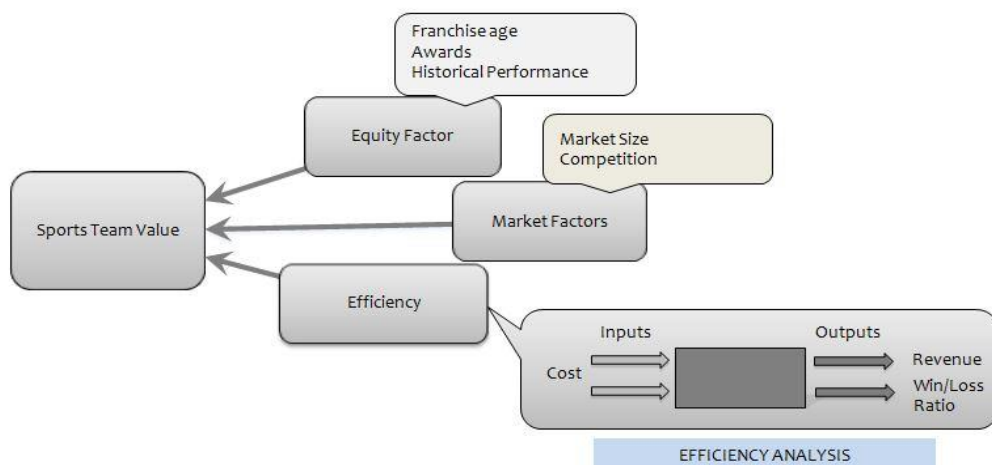 Franchise age
Awards
Historical Performance
Equity Factor
Market Size
Competition
Sports Team Value
Market Factors
Efficiency
Inputs
Outputs
Cost
Revenue
Win/Loss
Ratio
EFFICIENCY ANALYSIS